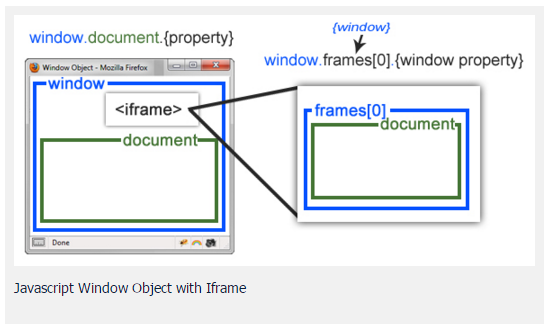 window.document.{property}
{window}
window.frames[0].{window property}
Window Object - Mozilla Firefox
window
<iframe>
document
frames[0]
document
Done
Javascript Window Object with Iframe